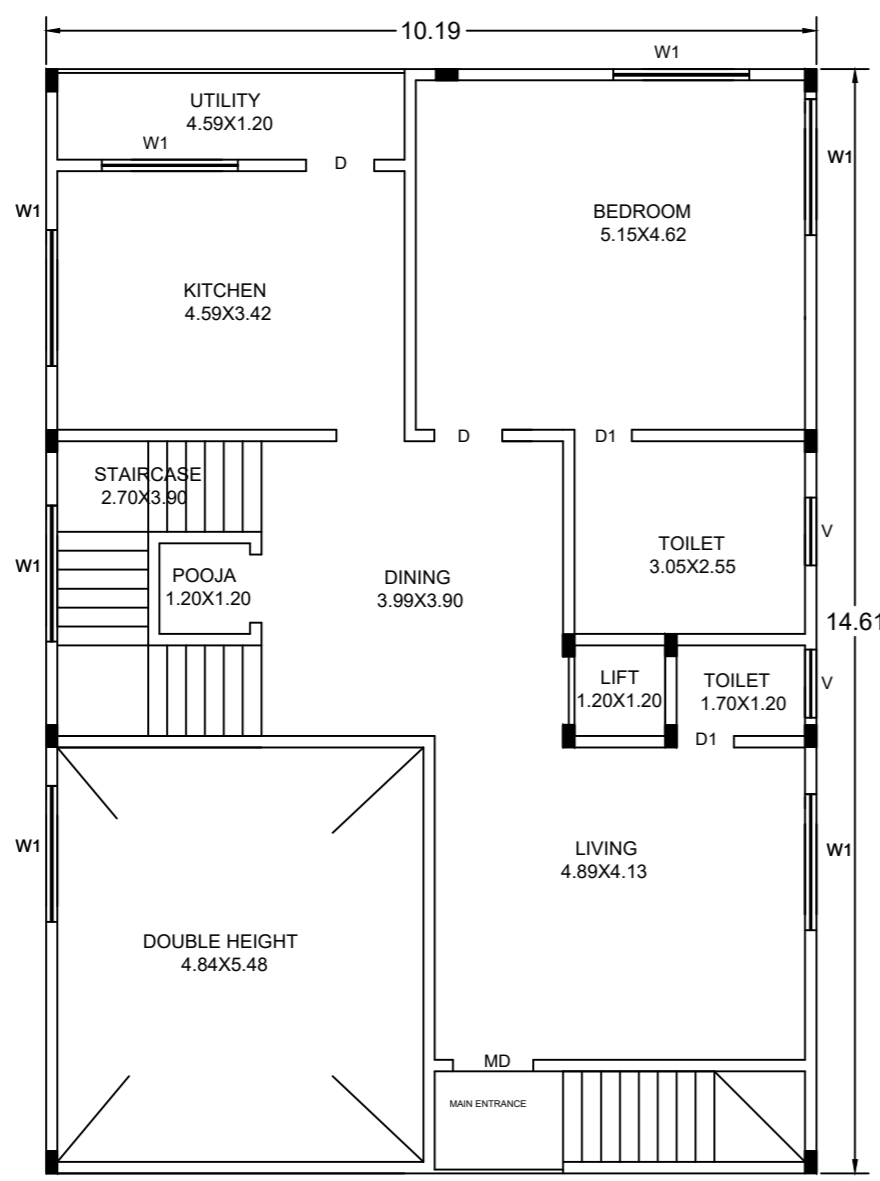 10.19
W1
UTILITY
4.59X1.20
W1
D
W1
W1
BEDROOM
5.15X4.62
KITCHEN
4.59X3.42
D
D1
STAIRCASE
2.70X3.90
V
TOILET
3.05X2.55
W1
POOJA
1.20X1.20
DINING
3.99X3.90
14.61
LIFT
1.20X1.20
TOILET
1.70X1.20
V
D1
W1
LIVING
4.89X4.13
W1
DOUBLE HEIGHT
4.84X5.48
MD
MAIN ENTRANCE